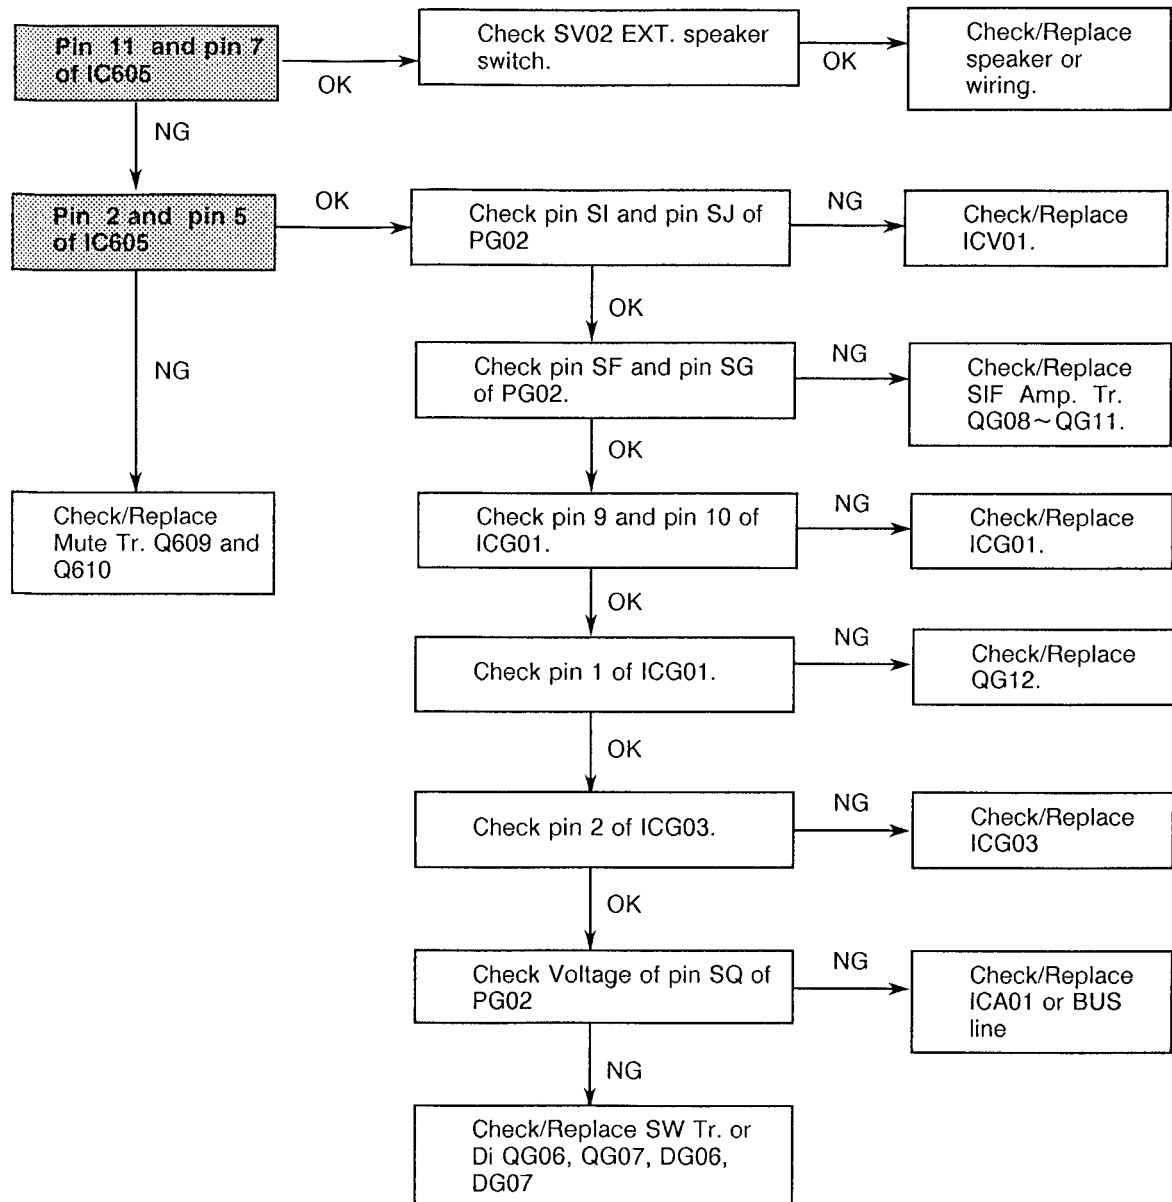 Pin 11 and pin 7
of IC605
OK
Check SV02 EXT. speaker
switch.
OK
Check/Replace
speaker or
wiring.
NG
Pin 2 and pin 5
of IC605
OK
Check pin SI and pin SJ of
PG02
NG
Check/Replace
ICV01.
OK
NG
Check pin SF and pin SG
of PG02.
NG
Check/Replace
SIF Amp. Tr.
QG08~QG11.
OK
Check/Replace
Mute Tr. Q609 and
Q610
Check pin 9 and pin 10 of
ICG01.
NG
Check/Replace
ICG01.
OK
Check pin 1 of ICG01.
NG
Check/Replace
QG12.
OK
Check pin 2 of ICG03.
NG
Check/Replace
ICG03
OK
Check Voltage of pin SQ of
PG02
NG
Check/Replace
ICA01 or BUS
line
NG
Check/Replace SW Tr. or
Di QG06, QG07, DG06,
DG07